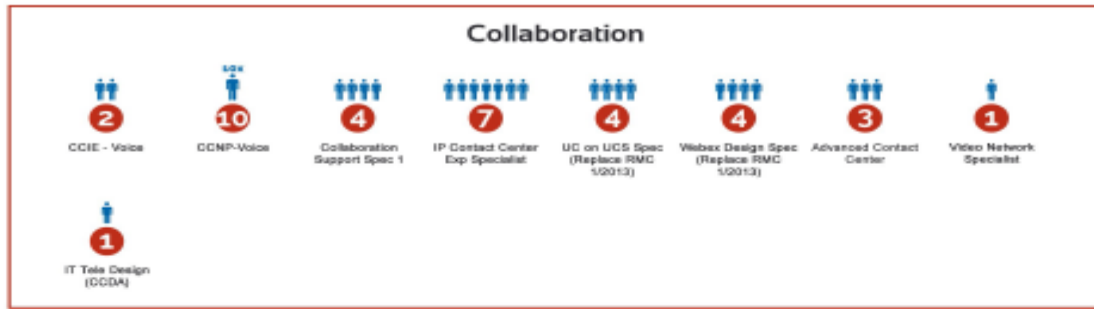 Collaboration
2 10 4 7 4 4 3 1
CCIE - Voice CCNP-Voice Collaboration IP Contact Center UC on UCS Spec Webex Design Spec Advanced Contact Video Network
Support Spec 1 Exp Specialist (Replace RMC (Replace RMC Center Specialist
1/2013) 1/2013)
1
IT Tele Design
(CCDA)